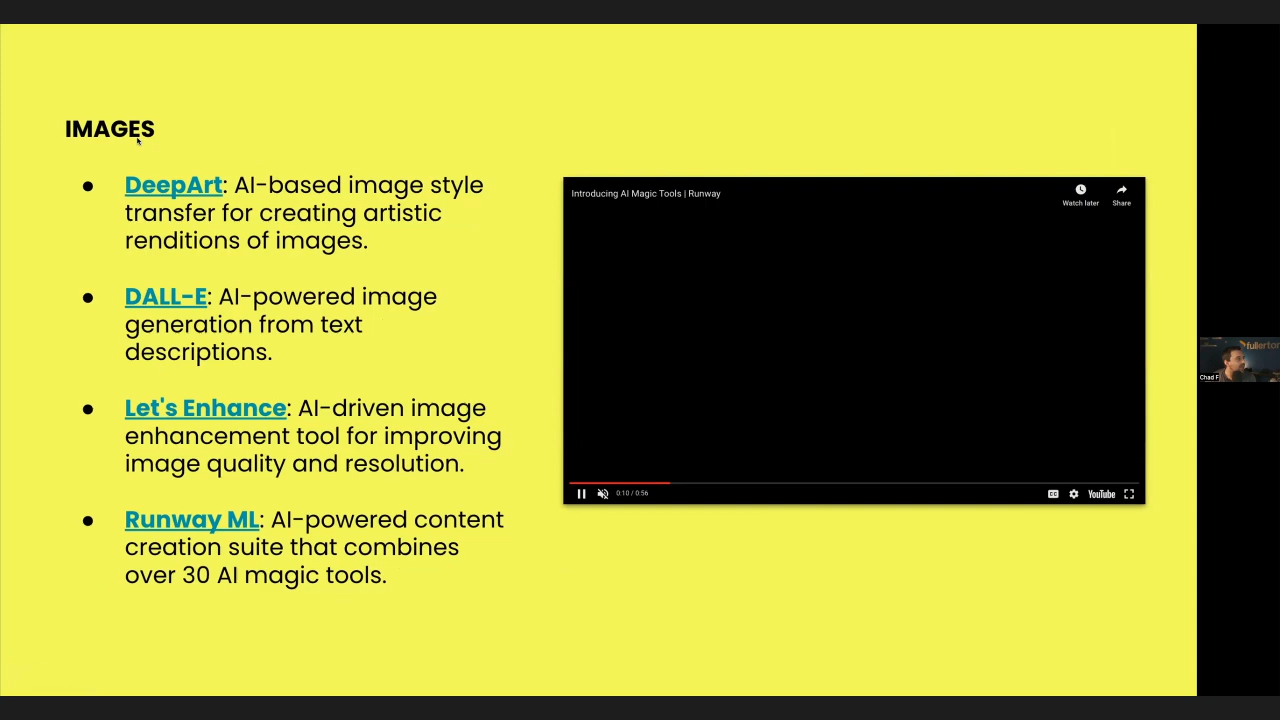 IMAGES
● DeepArt: AI-based image style
transfer for creating artistic
renditions of images.
● DALL-E: AI-powered image
generation from text
descriptions.
● Let's Enhance: AI-driven image
enhancement tool for improving
image quality and resolution.
● Runway ML: AI-powered content
creation suite that combines
over 30 AI magic tools.
Introducing AI Magic Tools | Runway
Watch later
Share
0:10 / 0:56
CC
YouTube
Chad F